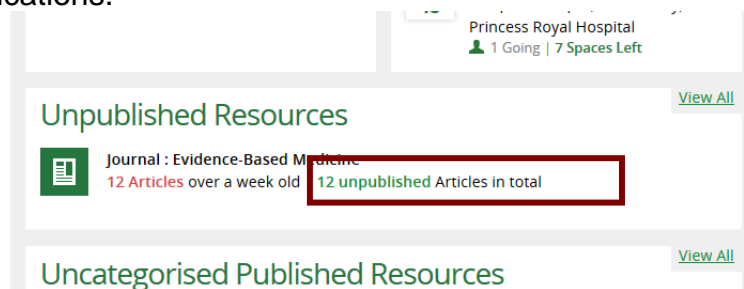 ications.
Princess Royal Hospital
1 Going | 7 Spaces Left
View All
Unpublished Resources
Journal : Evidence-Based Medicine
12 Articles over a week old 12 unpublished Articles in total
View All
Uncategorised Published Resources